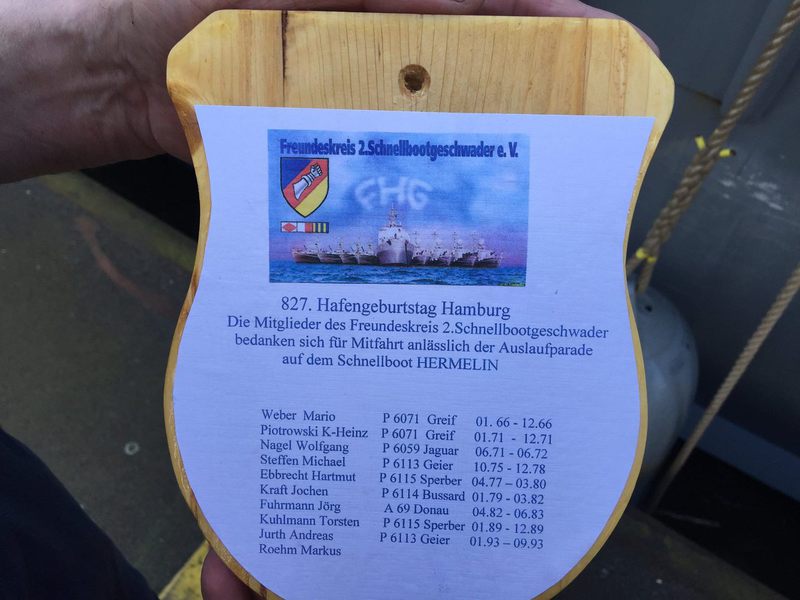 Freundeskreis 2.Schnellbootgeschwader e. V.
FHG
827. Hafengeburtstag Hamburg
Die Mitglieder des Freundeskreis 2.Schnellbootgeschwader
bedanken sich für Mitfahrt anlässlich der Auslaufparade
auf dem Schnellboot HERMELIN
Weber Mario P 6071 Greif 01. 66 - 12.66
Piotrowski K-Heinz P 6071 Greif 01.71 - 12.71
Nagel Wolfgang P 6059 Jaguar 06.71 - 06.72
Steffen Michael P 6113 Geier 10.75 - 12.78
Ebbrecht Hartmut P 6115 Sperber 04.77 – 03.80
Kraft Jochen P 6114 Bussard 01.79 - 03.82
Fuhrmann Jörg A 69 Donau 04.82 - 06.83
Kuhlmann Torsten P 6115 Sperber 01.89 - 12.89
Jurth Andreas P 6113 Geier 01.93 – 09.93
Roehm Markus